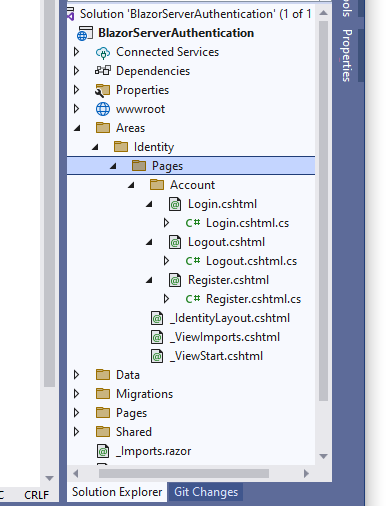 Solution 'BlazorServerAuthentication' (1 of 1
BlazorServerAuthentication
Connected Services
Dependencies
Properties
wwwroot
Areas
Identity
Pages
Account
@ Login.cshtml
C# Login.cshtml.cs
@ Logout.cshtml
C# Logout.cshtml.cs
@ Register.cshtml
C# Register.cshtml.cs
@ _IdentityLayout.cshtml
@ _ViewImports.cshtml
@ _ViewStart.cshtml
Data
Migrations
Pages
Shared
@ _Imports.razor
CRLF
Solution Explorer
Git Changes
Properties